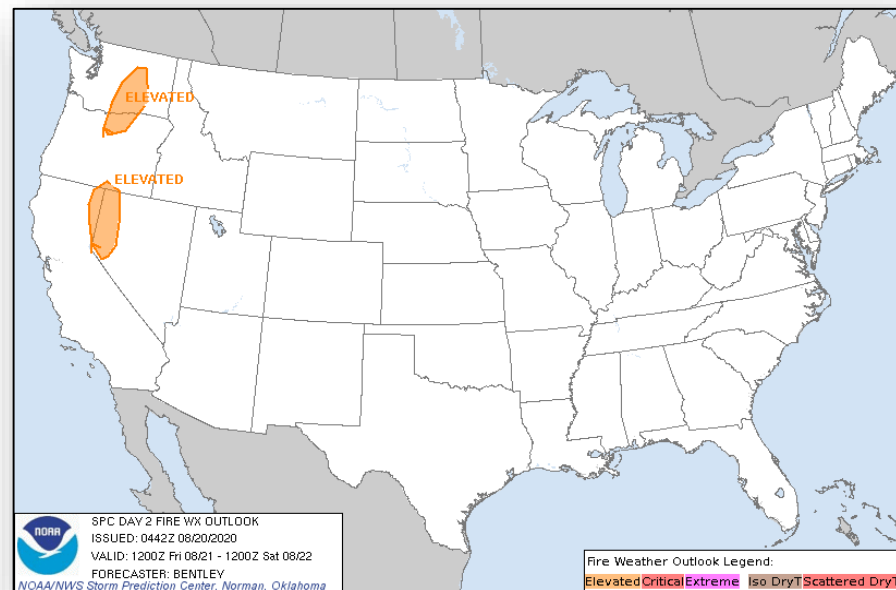 ELEVATED
ELEVATED
NOAA
SPC DAY 2 FIRE WX OUTLOOK
ISSUED: 0442Z 08/20/2020
VALID: 1200Z Fri 08/21 - 1200Z Sat 08/22
FORECASTER: BENTLEY
NOAA/NWS Storm Prediction Center, Norman, Oklahoma
Fire Weather Outlook Legend:
Elevated Critical Extreme Iso DryT Scattered DryT